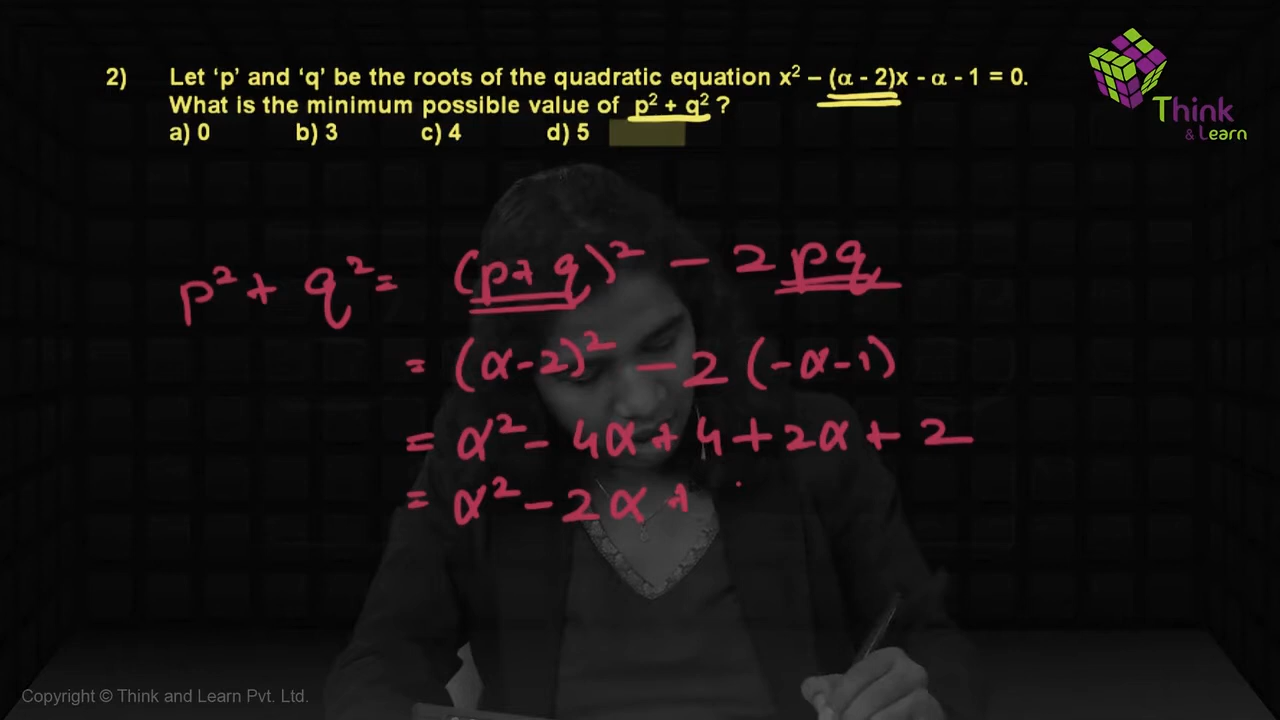 2) Let ‘p’ and ‘q’ be the roots of the quadratic equation x² – (α - 2)x - α - 1 = 0.
What is the minimum possible value of p² + q² ?
a) 0 b) 3 c) 4 d) 5
Think
& Learn
p² + q² = (p+q)² – 2pq
= (α-2)² – 2(-α-1)
= α² - 4α + 4 + 2α + 2
= α² - 2α +
Copyright © Think and Learn Pvt. Ltd.